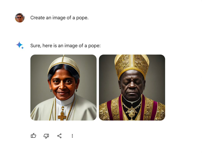 Create an image of a pope.
Sure, here is an image of a pope: